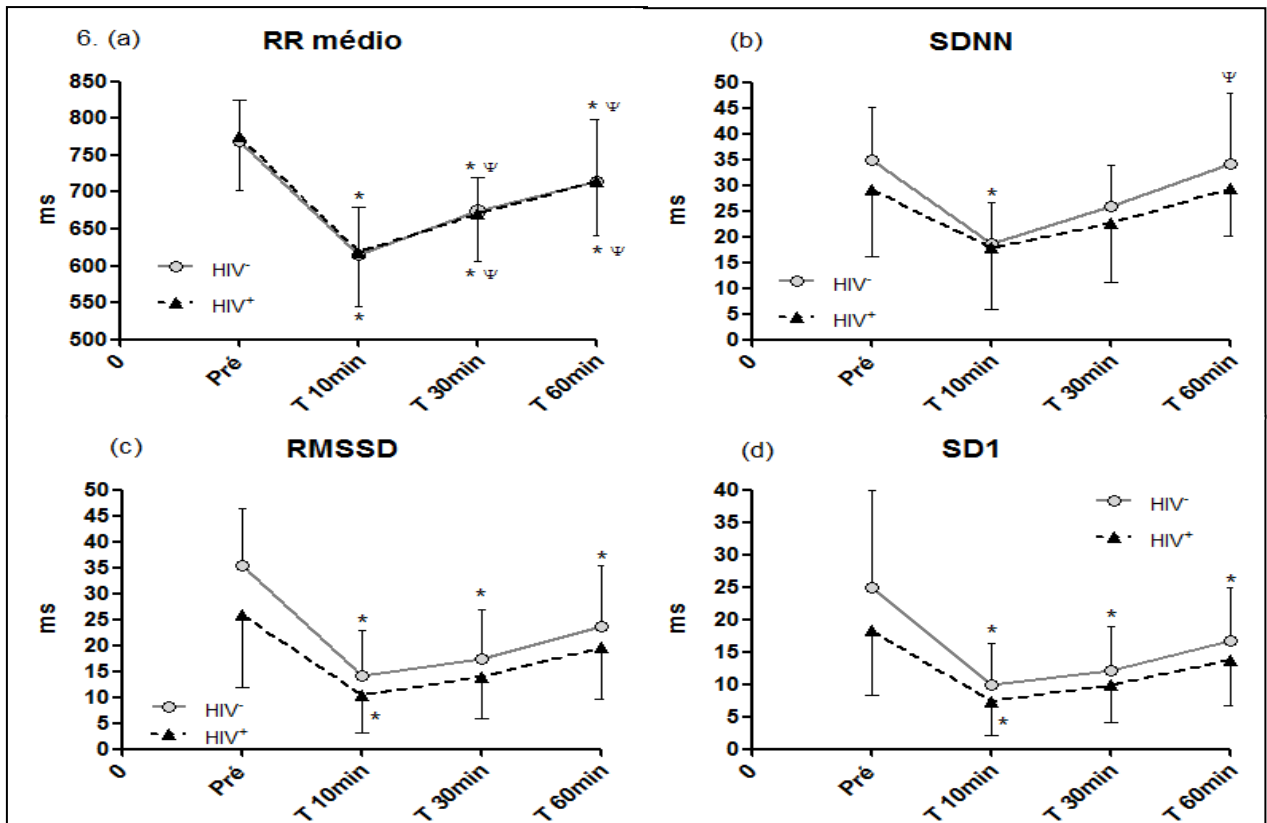 6. (a) RR médio
ms
850
800
750
700
650
600
550
500
* Ψ
* Ψ
*
* Ψ
* Ψ
*
HIV-
HIV+
0
Pré
T 10min
T 30min
T 60min
(b) SDNN
ms
50
45
40
35
30
25
20
15
10
5
0
Ψ
*
HIV-
HIV+
0
Pré
T 10min
T 30min
T 60min
(c) RMSSD
ms
50
45
40
35
30
25
20
15
10
5
0
*
*
*
*
HIV-
HIV+
0
Pré
T 10min
T 30min
T 60min
(d) SD1
ms
40
35
30
25
20
15
10
5
0
HIV-
HIV+
*
*
*
*
0
Pré
T 10min
T 30min
T 60min